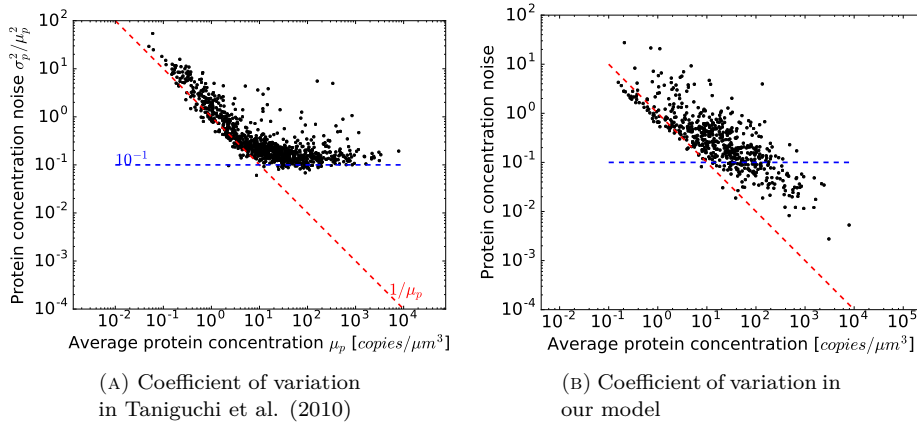 Protein concentration noise σ_p^2/μ_p^2
10^2
10^1
10^0
10^-1
10^-2
10^-3
10^-4
10^-1
1/μ_p
10^-2 10^-1 10^0 10^1 10^2 10^3 10^4
Average protein concentration μ_p [copies/μm^3]
(A) Coefficient of variation
in Taniguchi et al. (2010)
Protein concentration noise
10^2
10^1
10^0
10^-1
10^-2
10^-3
10^-4
10^-2 10^-1 10^0 10^1 10^2 10^3 10^4 10^5
Average protein concentration [copies/μm^3]
(B) Coefficient of variation in
our model